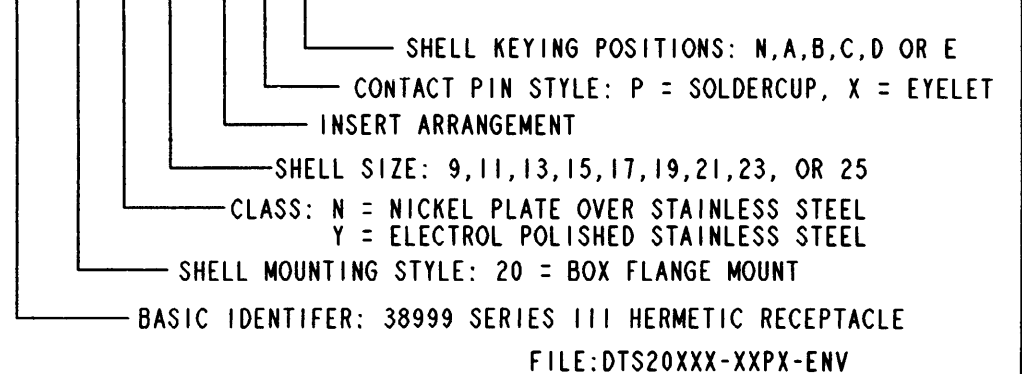 SHELL KEYING POSITIONS: N,A,B,C,D OR E
CONTACT PIN STYLE: P = SOLDERCUP, X = EYELET
INSERT ARRANGEMENT
SHELL SIZE: 9,11,13,15,17,19,21,23, OR 25
CLASS: N = NICKEL PLATE OVER STAINLESS STEEL
Y = ELECTROL POLISHED STAINLESS STEEL
SHELL MOUNTING STYLE: 20 = BOX FLANGE MOUNT
BASIC IDENTIFER: 38999 SERIES III HERMETIC RECEPTACLE
FILE:DTS20XXX-XXPX-ENV